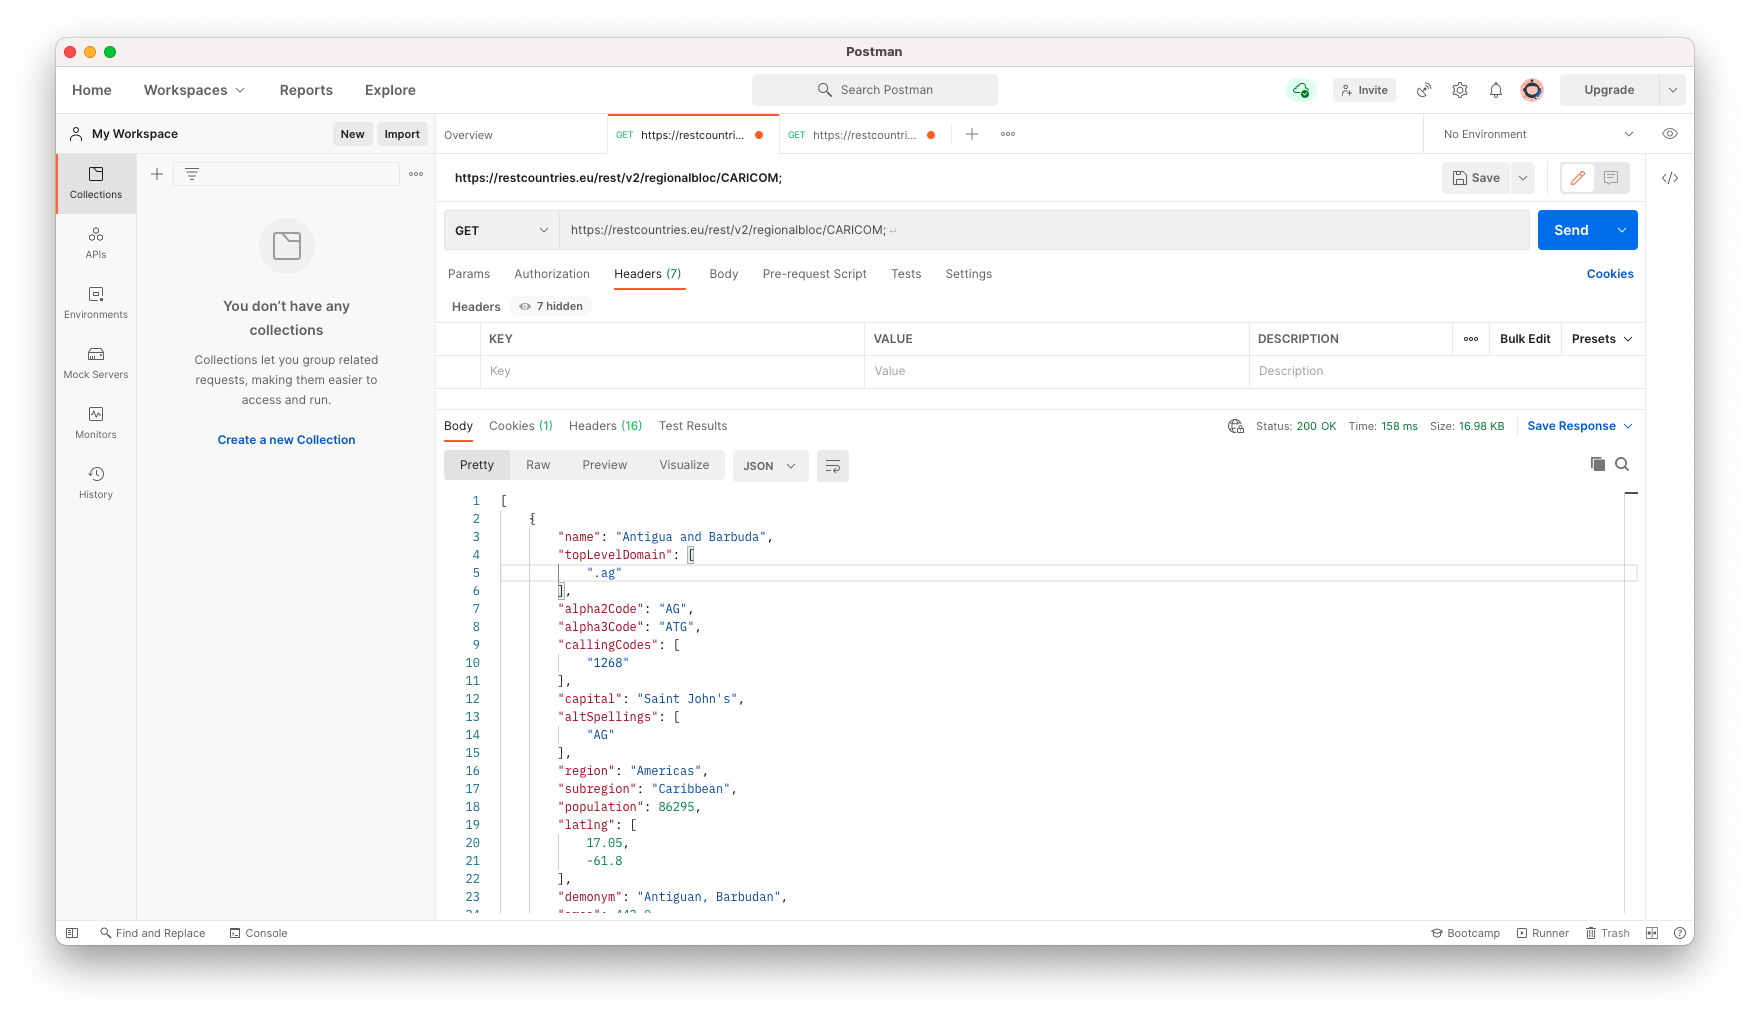 Postman
Home Workspaces Reports Explore Search Postman Invite Upgrade
My Workspace New Import Overview GET https://restcountri... GET https://restcountri... No Environment
Collections
APIs
Environments
Mock Servers
Monitors
History
You don’t have any
collections
Collections let you group related
requests, making them easier to
access and run.
Create a new Collection
https://restcountries.eu/rest/v2/regionalbloc/CARICOM; Save
GET https://restcountries.eu/rest/v2/regionalbloc/CARICOM; Send
Params Authorization Headers (7) Body Pre-request Script Tests Settings Cookies
Headers 7 hidden
KEY VALUE DESCRIPTION Bulk Edit Presets
Key Value Description
Body Cookies (1) Headers (16) Test Results Status: 200 OK Time: 158 ms Size: 16.98 KB Save Response
Pretty Raw Preview Visualize JSON
1 [
2 {
3 "name": "Antigua and Barbuda",
4 "topLevelDomain": [
5 ".ag"
6 ],
7 "alpha2Code": "AG",
8 "alpha3Code": "ATG",
9 "callingCodes": [
10 "1268"
11 ],
12 "capital": "Saint John's",
13 "altSpellings": [
14 "AG"
15 ],
16 "region": "Americas",
17 "subregion": "Caribbean",
18 "population": 86295,
19 "latlng": [
20 17.05,
21 -61.8
22 ],
23 "demonym": "Antiguan, Barbudan",
Find and Replace Console Bootcamp Runner Trash